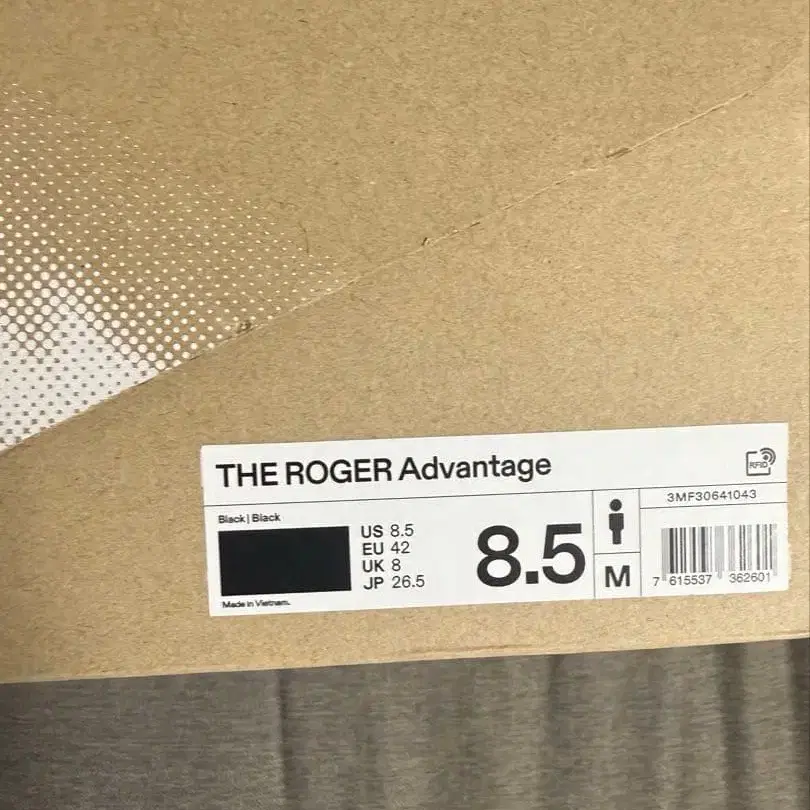 THE ROGER Advantage
RFID
Black | Black
US 8.5
EU 42
UK 8
JP 26.5
Made in Vietnam.
8.5
M
3MF30641043
7 615537 362601